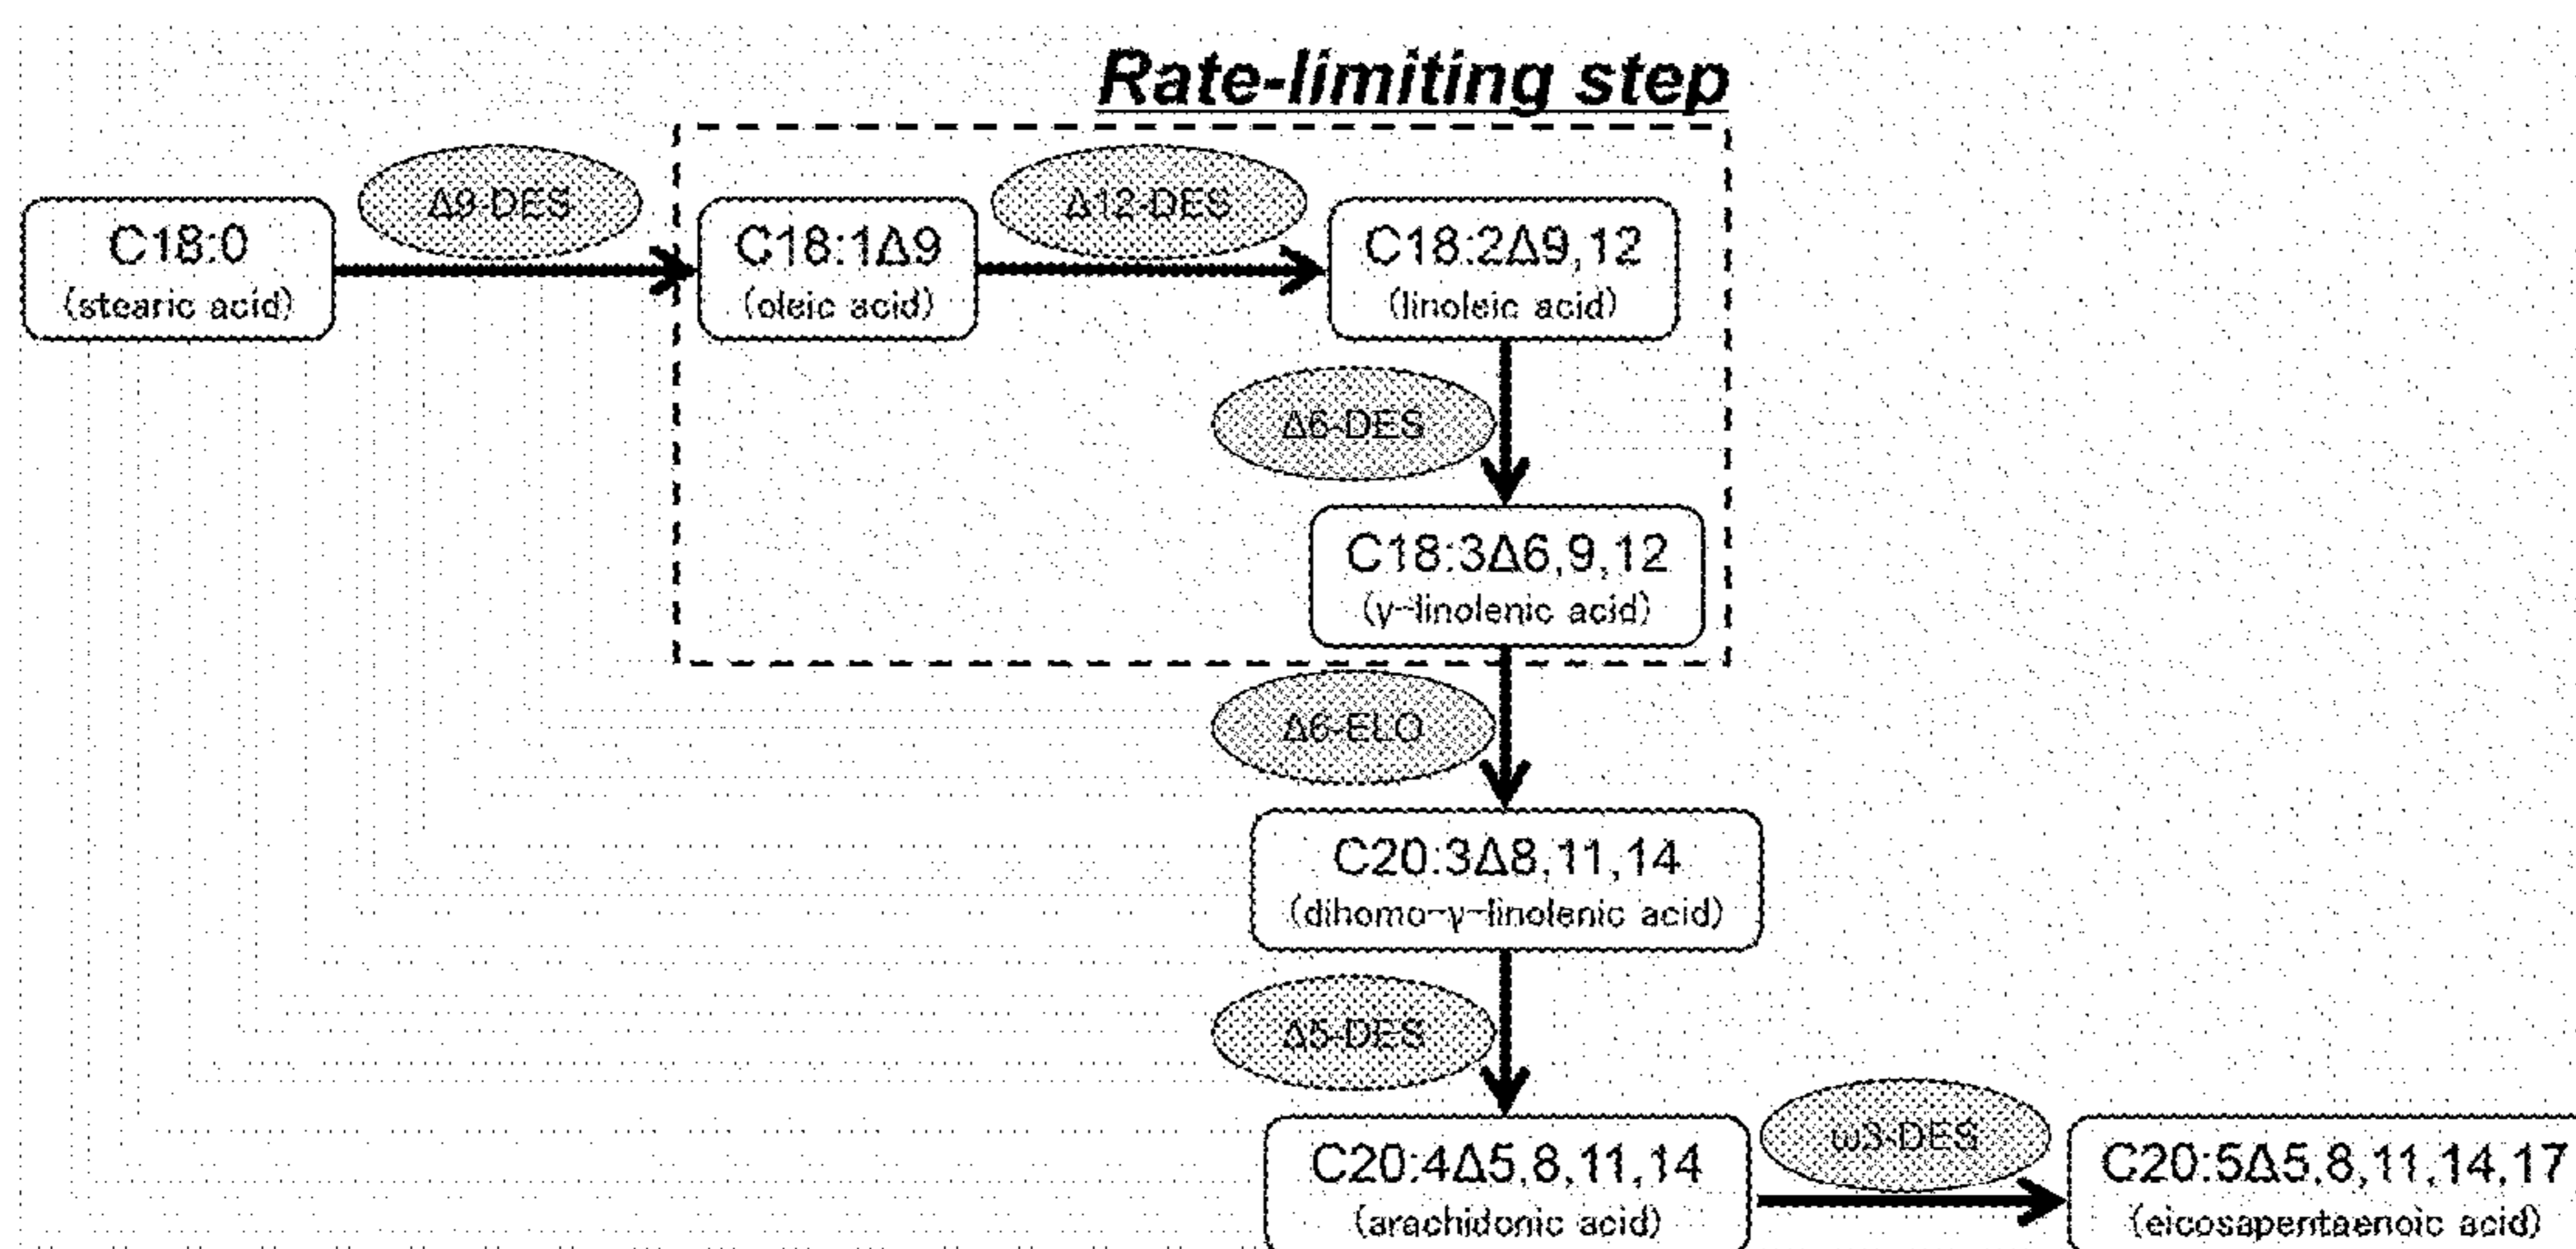 Rate-limiting step
Δ9-DES
Δ12-DES
C18:0
(stearic acid)
C18:1Δ9
(oleic acid)
C18:2Δ9,12
(linoleic acid)
Δ6-DES
C18:3Δ6,9,12
(γ-linolenic acid)
Δ6-ELO
C20:3Δ8,11,14
(dihomo-γ-linolenic acid)
Δ5-DES
C20:4Δ5,8,11,14
(arachidonic acid)
ω3-DES
C20:5Δ5,8,11,14,17
(eicosapentaenoic acid)